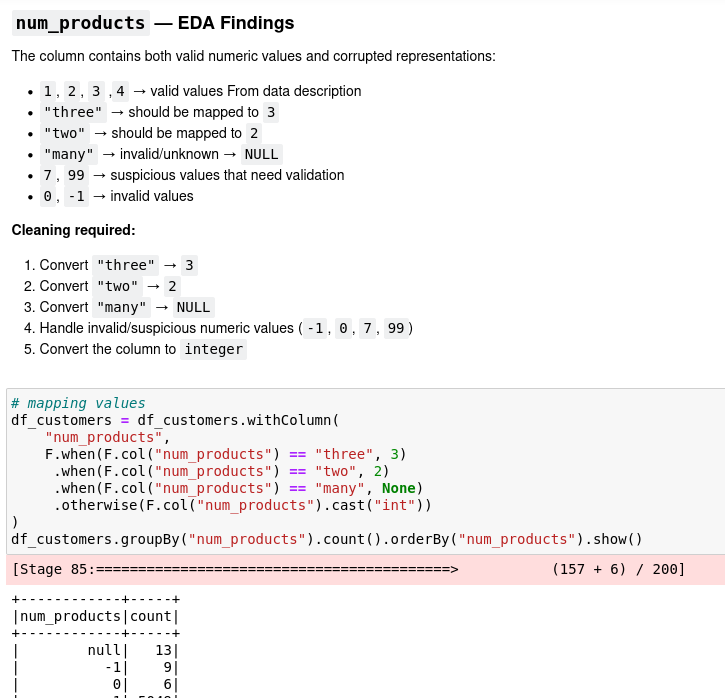 num_products — EDA Findings
The column contains both valid numeric values and corrupted representations:
• 1 , 2 , 3 , 4 → valid values From data description
• "three" → should be mapped to 3
• "two" → should be mapped to 2
• "many" → invalid/unknown → NULL
• 7 , 99 → suspicious values that need validation
• 0 , -1 → invalid values
Cleaning required:
1. Convert "three" → 3
2. Convert "two" → 2
3. Convert "many" → NULL
4. Handle invalid/suspicious numeric values ( -1 , 0 , 7 , 99 )
5. Convert the column to integer
# mapping values
df_customers = df_customers.withColumn(
    "num_products",
    F.when(F.col("num_products") == "three", 3)
     .when(F.col("num_products") == "two", 2)
     .when(F.col("num_products") == "many", None)
     .otherwise(F.col("num_products").cast("int"))
)
df_customers.groupBy("num_products").count().orderBy("num_products").show()
[Stage 85:==========================================>           (157 + 6) / 200]
+------------+-----+
|num_products|count|
+------------+-----+
|        null|   13|
|          -1|    9|
|           0|    6|